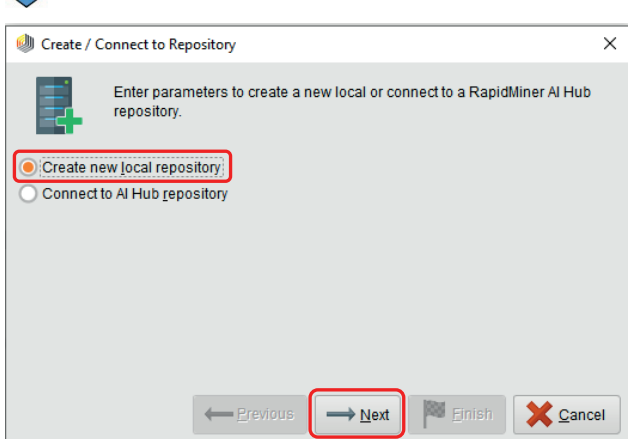 Create / Connect to Repository
Enter parameters to create a new local or connect to a RapidMiner AI Hub
repository.
Create new local repository
Connect to AI Hub repository
Previous Next Finish Cancel